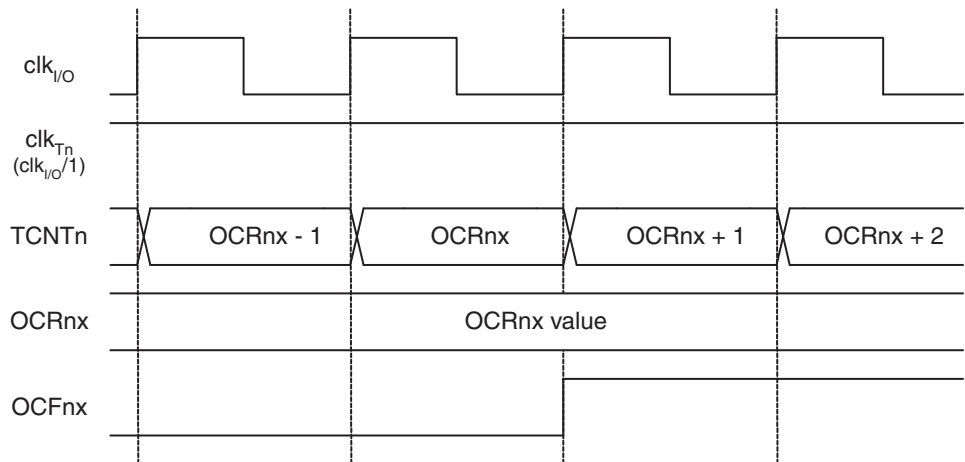 clkI/O
clkTn
(clkI/O/1)
TCNTn
OCRnx - 1
OCRnx
OCRnx + 1
OCRnx + 2
OCRnx
OCRnx value
OCFnx